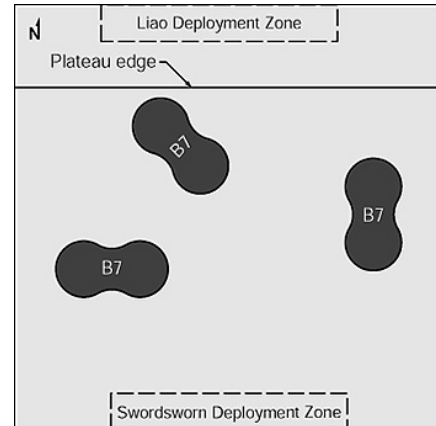 Liao Deployment Zone
N
Plateau edge
B7
B7
B7
Swordsworn Deployment Zone